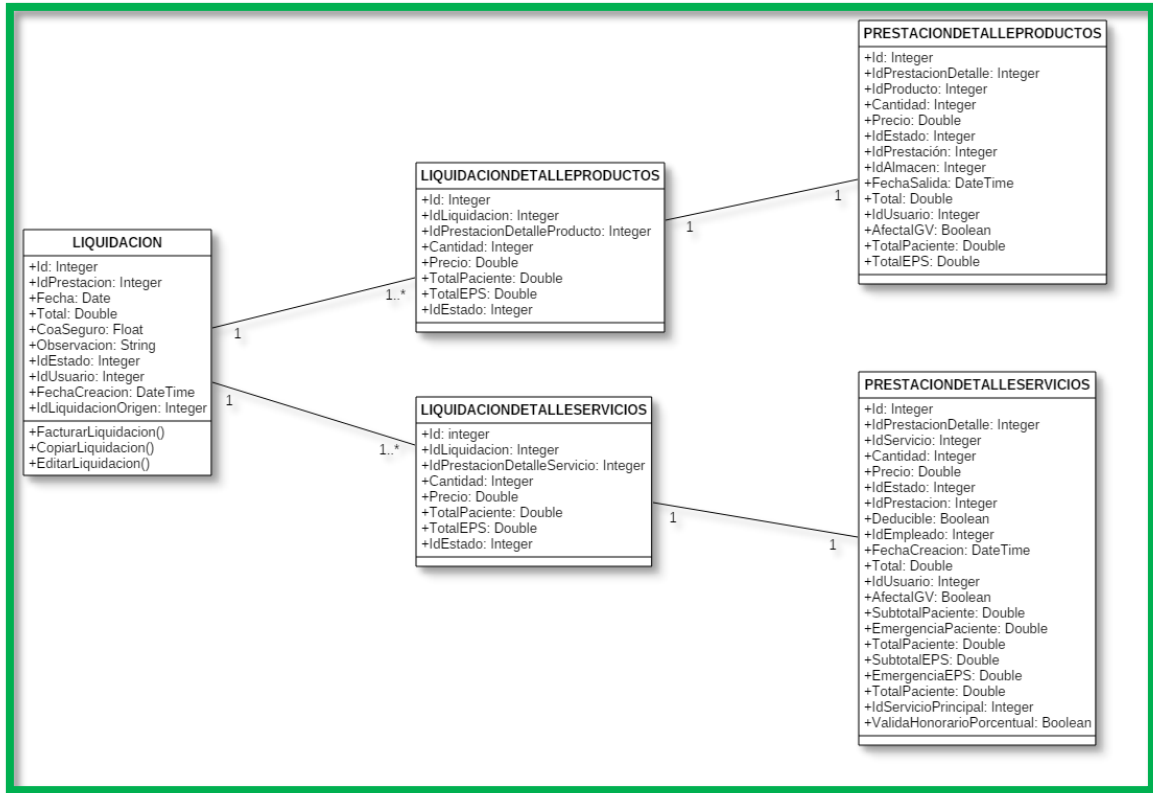 LIQUIDACION
+Id: Integer
+IdPrestacion: Integer
+Fecha: Date
+Total: Double
+CoaSeguro: Float
+Observacion: String
+IdEstado: Integer
+IdUsuario: Integer
+FechaCreacion: DateTime
+IdLiquidacionOrigen: Integer
+FacturarLiquidacion()
+CopiarLiquidacion()
+EditarLiquidacion()
1
1..*
1
1..*
LIQUIDACIONDETALLEPRODUCTOS
+Id: Integer
+IdLiquidacion: Integer
+IdPrestacionDetalleProducto: Integer
+Cantidad: Integer
+Precio: Double
+TotalPaciente: Double
+TotalEPS: Double
+IdEstado: Integer
1
1
LIQUIDACIONDETALLESERVICIOS
+Id: integer
+IdLiquidacion: Integer
+IdPrestacionDetalleServicio: Integer
+Cantidad: Integer
+Precio: Double
+TotalPaciente: Double
+TotalEPS: Double
+IdEstado: Integer
1
1
PRESTACIONDETALLEPRODUCTOS
+Id: Integer
+IdPrestacionDetalle: Integer
+IdProducto: Integer
+Cantidad: Integer
+Precio: Double
+IdEstado: Integer
+IdPrestación: Integer
+IdAlmacen: Integer
+FechaSalida: DateTime
+Total: Double
+IdUsuario: Integer
+AfectaIGV: Boolean
+TotalPaciente: Double
+TotalEPS: Double
PRESTACIONDETALLESERVICIOS
+Id: Integer
+IdPrestacionDetalle: Integer
+IdServicio: Integer
+Cantidad: Integer
+Precio: Double
+IdEstado: Integer
+IdPrestacion: Integer
+Deducible: Boolean
+IdEmpleado: Integer
+FechaCreacion: DateTime
+Total: Double
+IdUsuario: Integer
+AfectaIGV: Boolean
+SubtotalPaciente: Double
+EmergenciaPaciente: Double
+TotalPaciente: Double
+SubtotalEPS: Double
+EmergenciaEPS: Double
+TotalPaciente: Double
+IdServicioPrincipal: Integer
+ValidaHonorarioPorcentual: Boolean